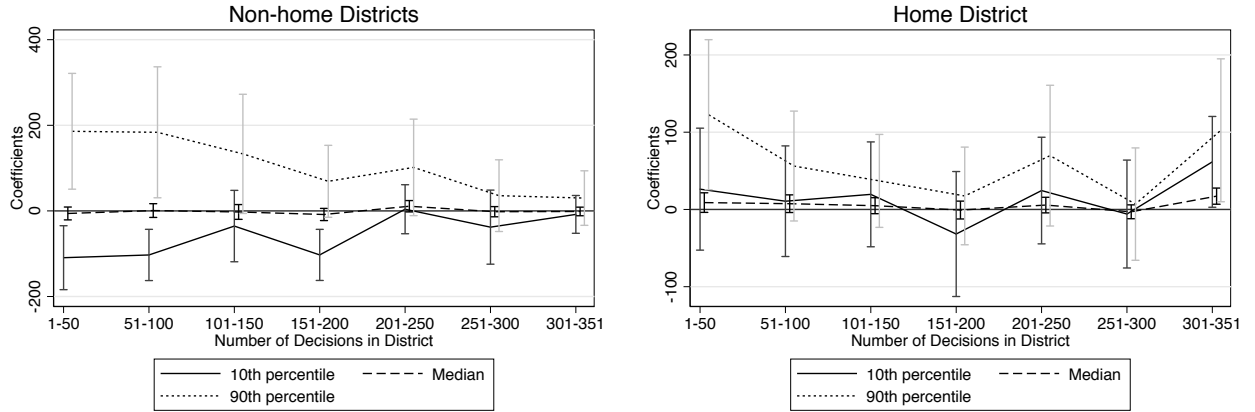 Non-home Districts
Coefficients
400
200
0
-200
1-50 51-100 101-150 151-200 201-250 251-300 301-351
Number of Decisions in District
10th percentile Median
90th percentile
Home District
Coefficients
200
100
0
-100
1-50 51-100 101-150 151-200 201-250 251-300 301-351
Number of Decisions in District
10th percentile Median
90th percentile